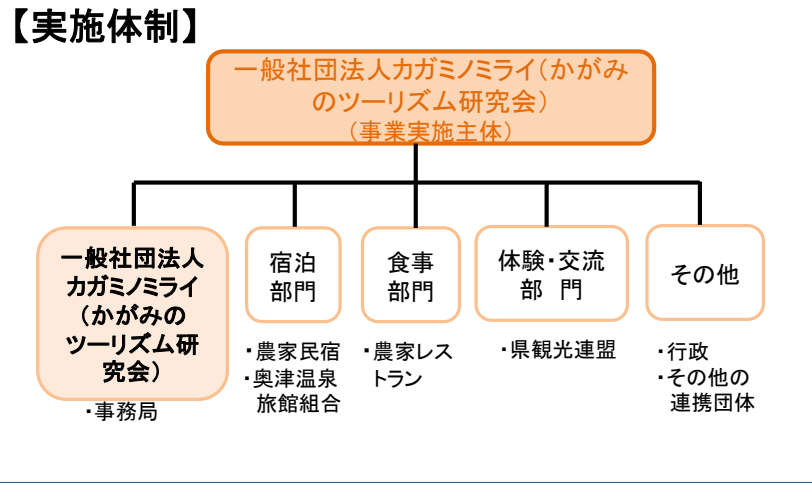 【実施体制】
一般社団法人カガミノミライ(かがみ
のツーリズム研究会)
(事業実施主体)
一般社団法人
カガミノミライ
(かがみの
ツーリズム研
究会)
・事務局
宿泊
部門
・農家民宿
・奥津温泉
旅館組合
食事
部門
・農家レス
トラン
体験・交流
部 門
・県観光連盟
その他
・行政
・その他の
連携団体